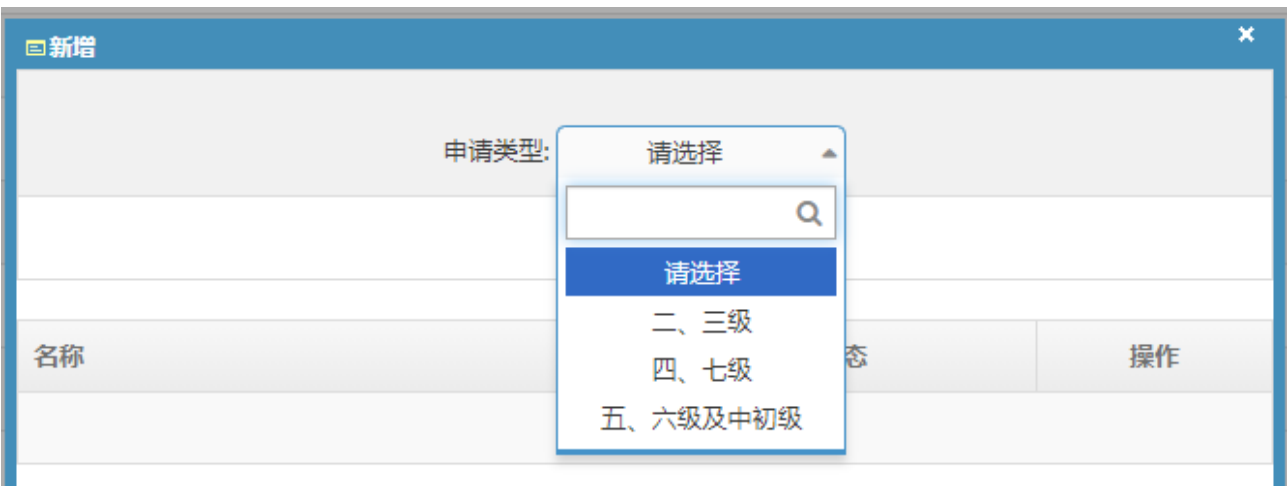 新增
申请类型: 请选择
请选择
二、三级
名称 态 操作
四、七级
五、六级及中初级